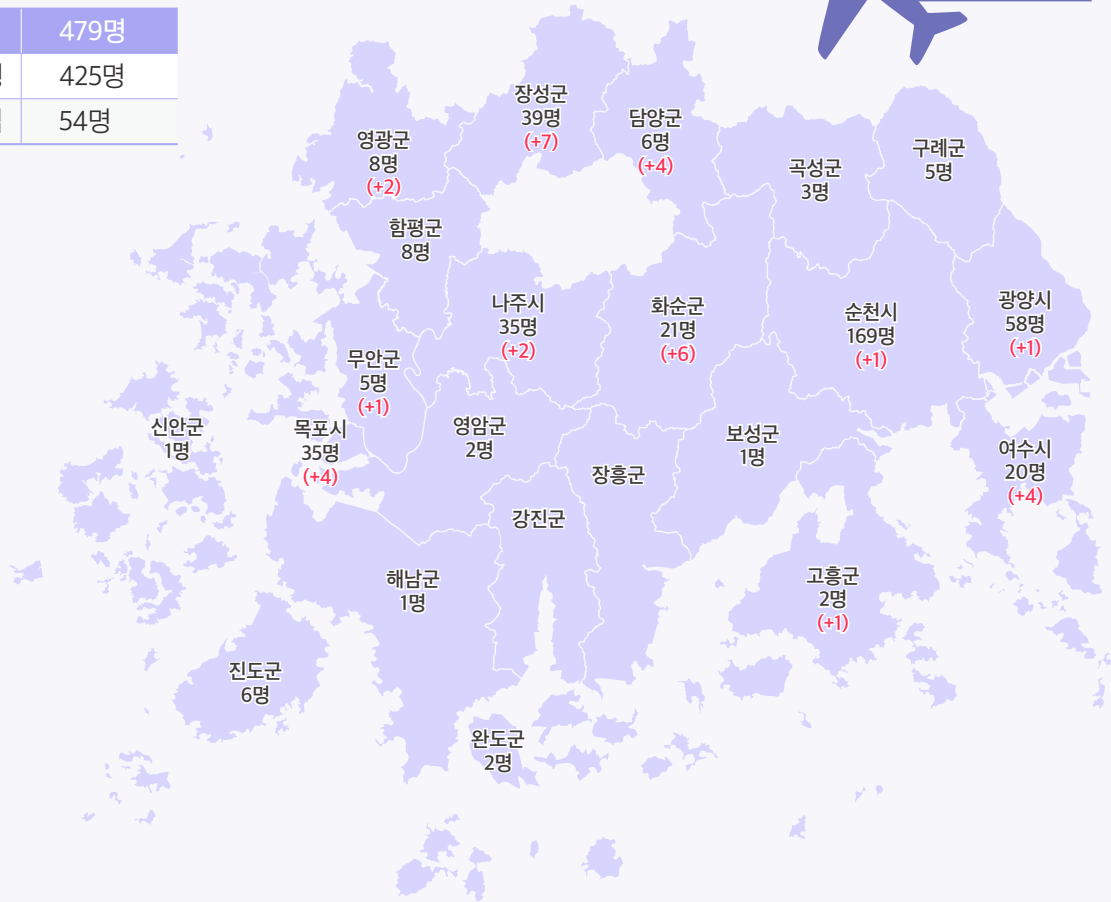 479명
425명
54명
장성군
39명
(+7)
담양군
6명
(+4)
영광군
8명
(+2)
곡성군
3명
구례군
5명
함평군
8명
나주시
35명
(+2)
화순군
21명
(+6)
순천시
169명
(+1)
광양시
58명
(+1)
무안군
5명
(+1)
신안군
1명
목포시
35명
(+4)
영암군
2명
장흥군
보성군
1명
여수시
20명
(+4)
강진군
해남군
1명
고흥군
2명
(+1)
진도군
6명
완도군
2명